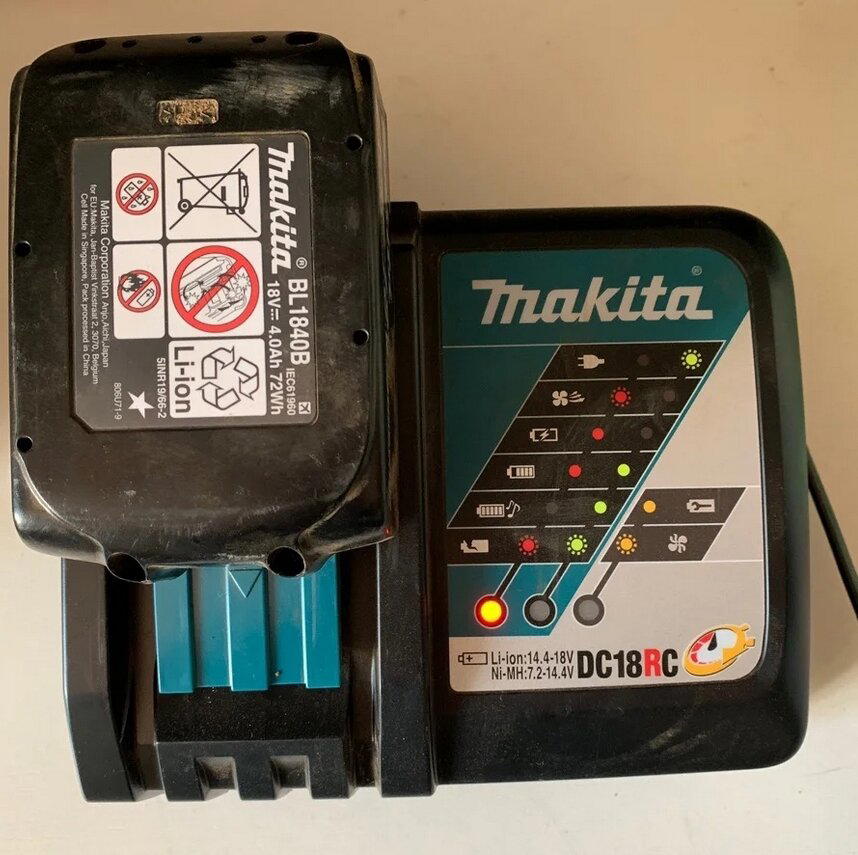 Makita®
BL1840B IEC61960
18V 4.0Ah 72Wh
Li-ion
5INR19/66-2
806U71-9
Makita Corporation Anjo,Aichi,Japan
for EU:Makita, Jan-Baptist Vinkstraat 2, 3070, Belgium
Cell Made in Singapore, Pack processed in China
Makita®
Li-ion:14.4-18V
Ni-MH:7.2-14.4V
DC18RC